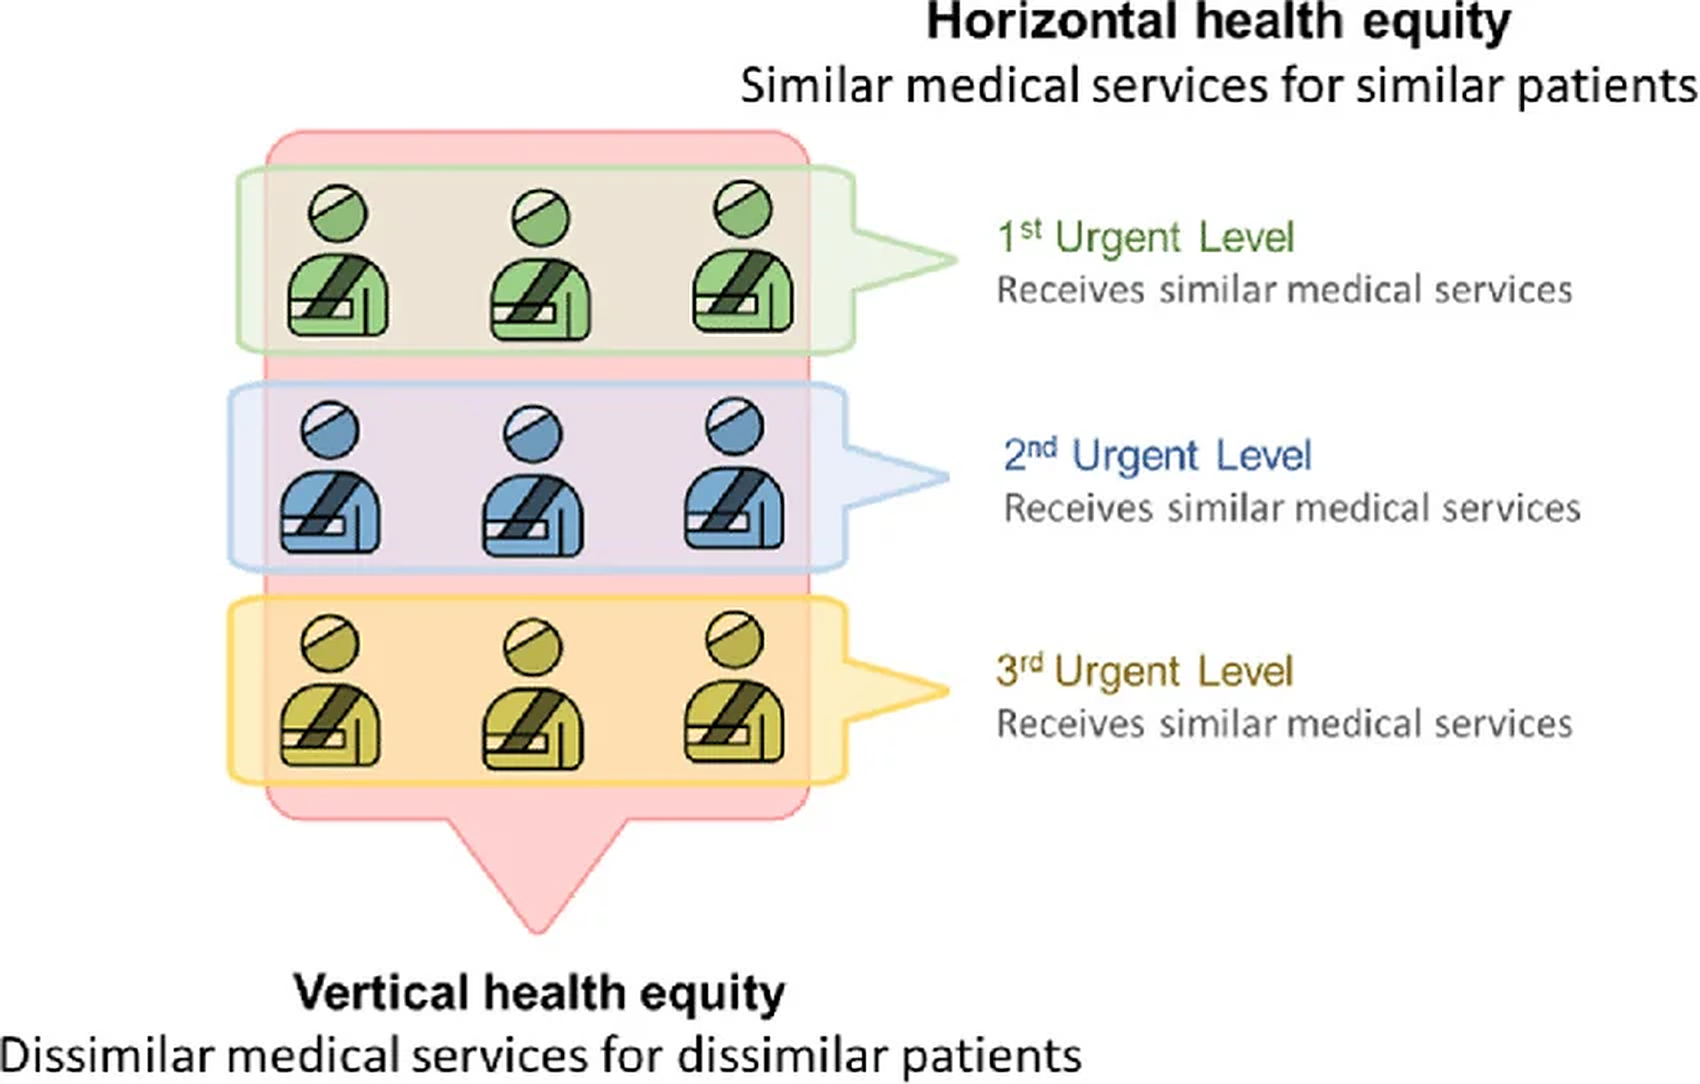 Horizontal health equity
Similar medical services for similar patients
1st Urgent Level
Receives similar medical services
2nd Urgent Level
Receives similar medical services
3rd Urgent Level
Receives similar medical services
Vertical health equity
Dissimilar medical services for dissimilar patients